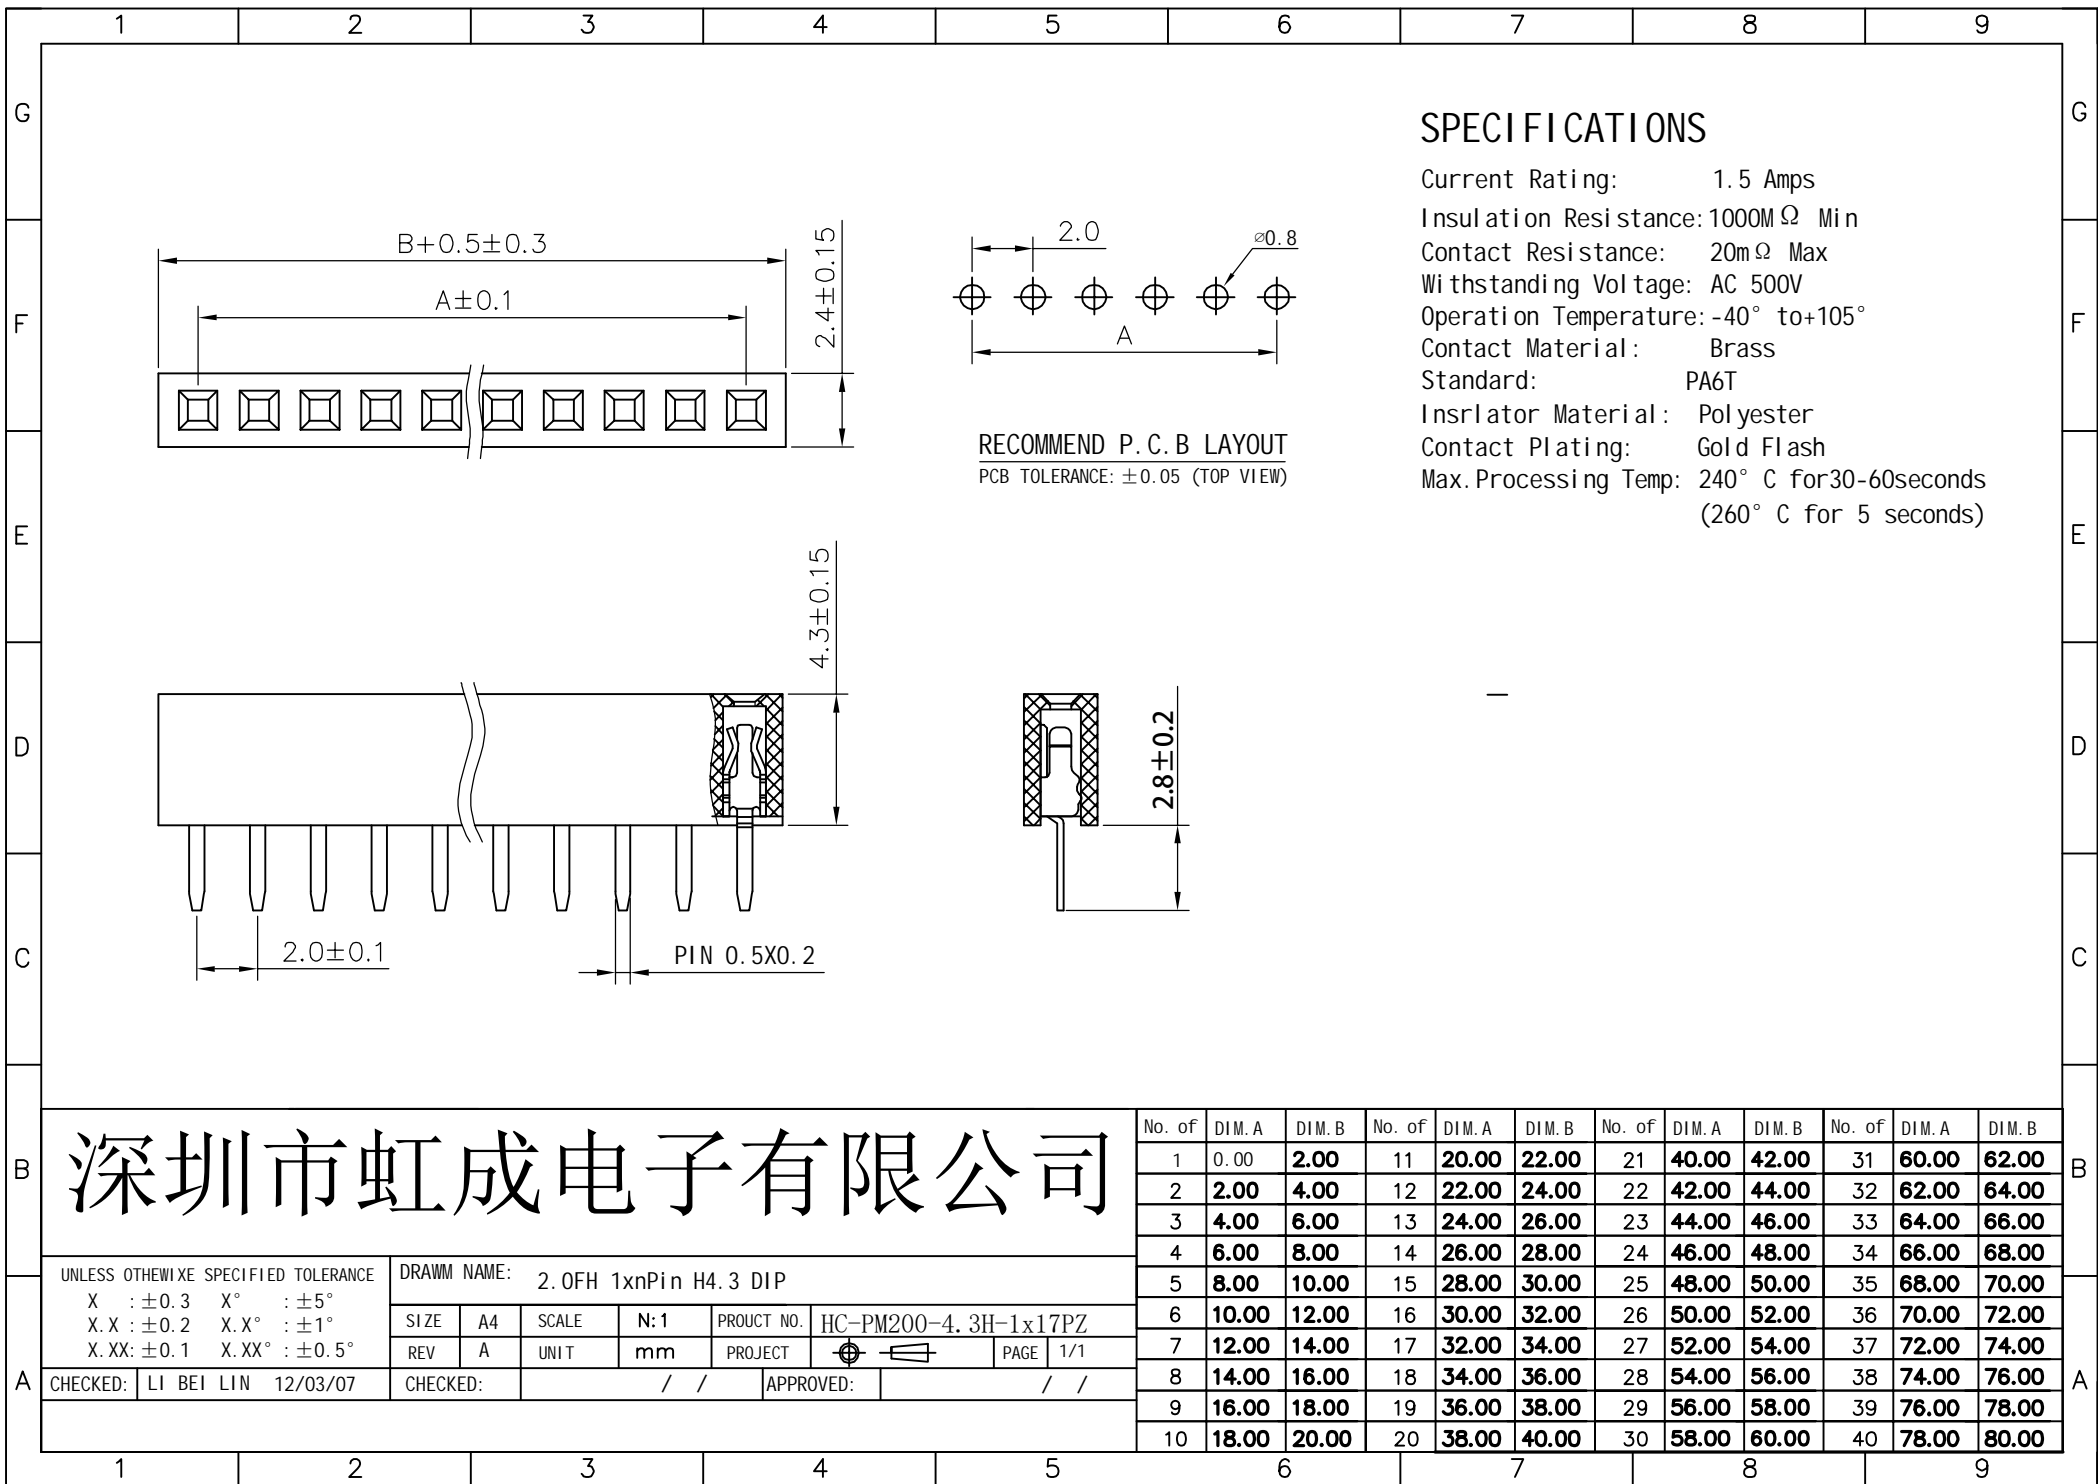 1 2 3 4 5 6 7 8 9
G G
F F
E E
D D
C C
B B
A A
B+0.5±0.3
A±0.1
2.4±0.15
2.0
⌀0.8
A
RECOMMEND P.C.B LAYOUT
PCB TOLERANCE: ±0.05 (TOP VIEW)
SPECIFICATIONS
Current Rating: 1.5 Amps
Insulation Resistance: 1000MΩ Min
Contact Resistance: 20mΩ Max
Withstanding Voltage: AC 500V
Operation Temperature: -40° to+105°
Contact Material: Brass
Standard: PA6T
Insrlator Material: Polyester
Contact Plating: Gold Flash
Max.Processing Temp: 240° C for30-60seconds
(260° C for 5 seconds)
4.3±0.15
2.8±0.2
2.0±0.1
PIN 0.5X0.2
深圳市虹成电子有限公司
UNLESS OTHEWIXE SPECIFIED TOLERANCE
X :±0.3 X° :±5°
X.X :±0.2 X.X° :±1°
X.XX:±0.1 X.XX° :±0.5°
DRAWM NAME: 2.0FH 1xnPin H4.3 DIP
SIZE A4 SCALE N:1 PROUCT NO. HC-PM200-4.3H-1x17PZ
REV A UNIT mm PROJECT PAGE 1/1
CHECKED: LI BEI LIN 12/03/07 CHECKED: / / APPROVED: / /
No. of DIM.A DIM.B No. of DIM.A DIM.B No. of DIM.A DIM.B No. of DIM.A DIM.B
1 0.00 2.00 11 20.00 22.00 21 40.00 42.00 31 60.00 62.00
2 2.00 4.00 12 22.00 24.00 22 42.00 44.00 32 62.00 64.00
3 4.00 6.00 13 24.00 26.00 23 44.00 46.00 33 64.00 66.00
4 6.00 8.00 14 26.00 28.00 24 46.00 48.00 34 66.00 68.00
5 8.00 10.00 15 28.00 30.00 25 48.00 50.00 35 68.00 70.00
6 10.00 12.00 16 30.00 32.00 26 50.00 52.00 36 70.00 72.00
7 12.00 14.00 17 32.00 34.00 27 52.00 54.00 37 72.00 74.00
8 14.00 16.00 18 34.00 36.00 28 54.00 56.00 38 74.00 76.00
9 16.00 18.00 19 36.00 38.00 29 56.00 58.00 39 76.00 78.00
10 18.00 20.00 20 38.00 40.00 30 58.00 60.00 40 78.00 80.00
1 2 3 4 5 6 7 8 9